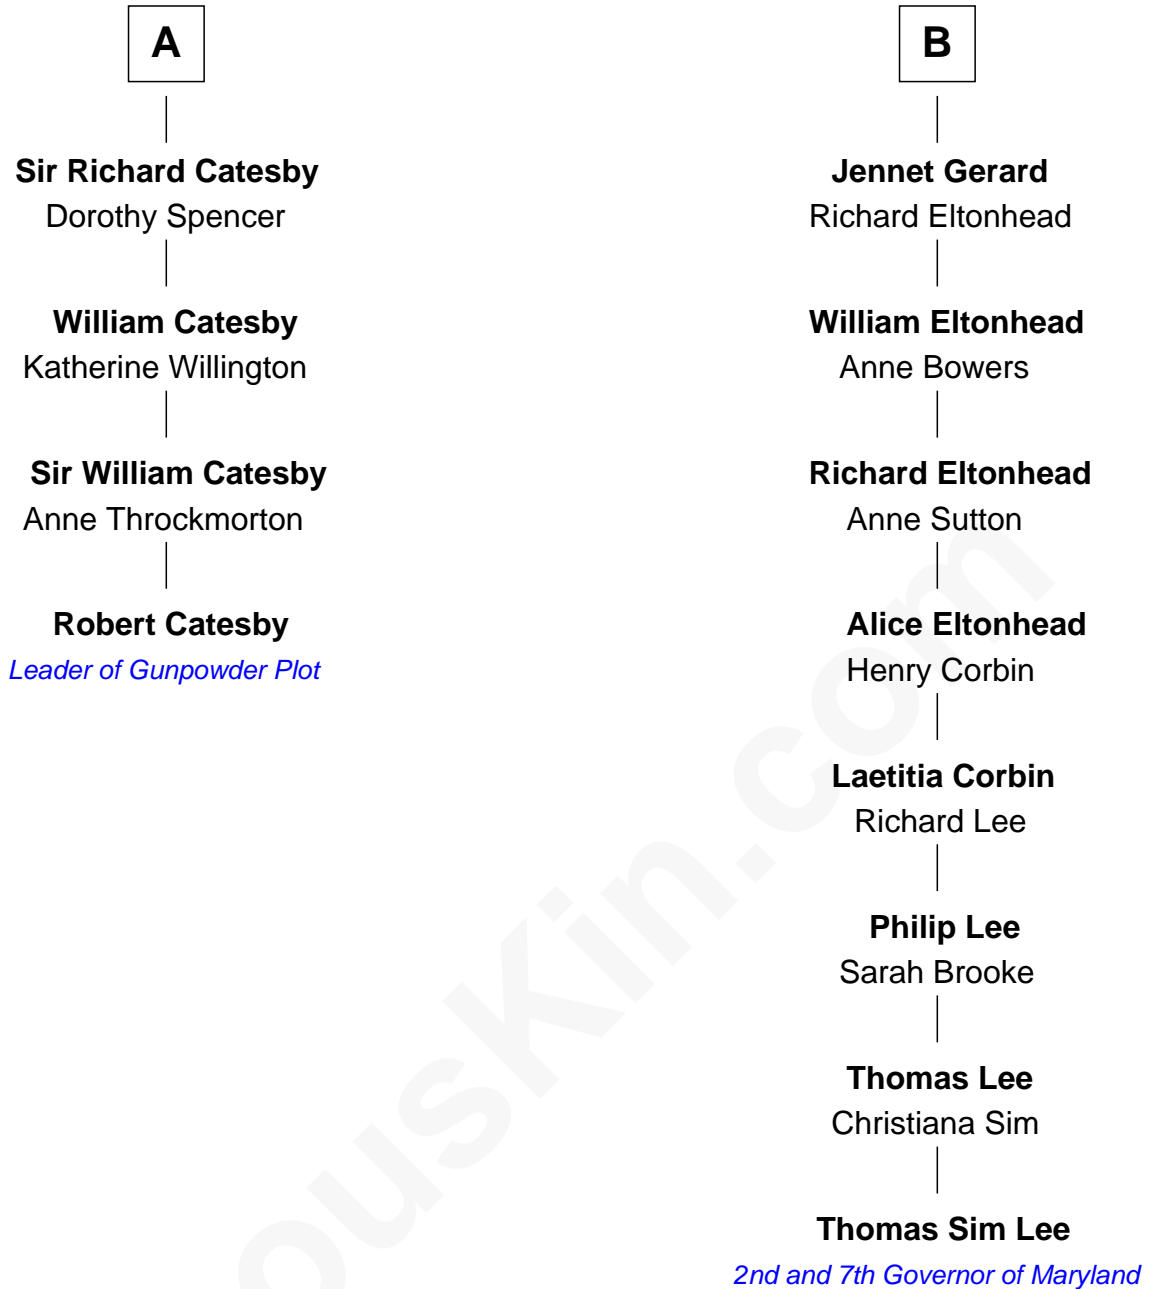 A
Sir Richard Catesby
Dorothy Spencer
William Catesby
Katherine Willington
Sir William Catesby
Anne Throckmorton
Robert Catesby
Leader of Gunpowder Plot
B
Jennet Gerard
Richard Eltonhead
William Eltonhead
Anne Bowers
Richard Eltonhead
Anne Sutton
Alice Eltonhead
Henry Corbin
Laetitia Corbin
Richard Lee
Philip Lee
Sarah Brooke
Thomas Lee
Christiana Sim
Thomas Sim Lee
2nd and 7th Governor of Maryland
ousKin.com